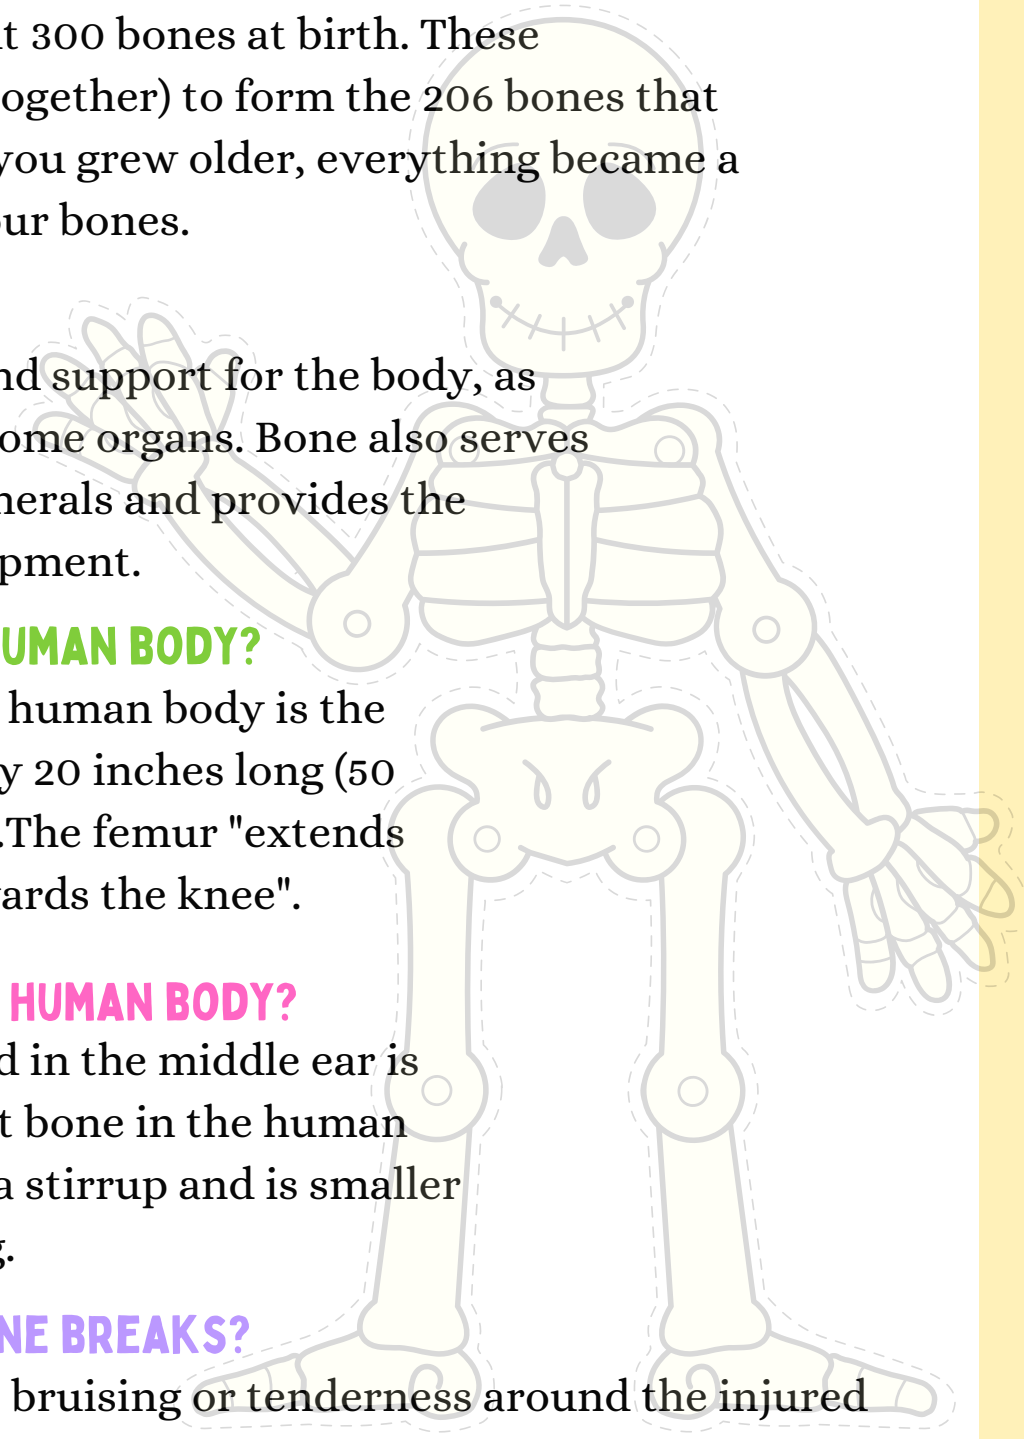 t 300 bones at birth. These
ogether) to form the 206 bones that
you grew older, everything became a
our bones.
nd support for the body, as
ome organs. Bone also serves
nerals and provides the
pment.
UMAN BODY?
human body is the
y 20 inches long (50
.The femur "extends
ards the knee".
HUMAN BODY?
d in the middle ear is
t bone in the human
a stirrup and is smaller
g.
NE BREAKS?
bruising or tenderness around the injured